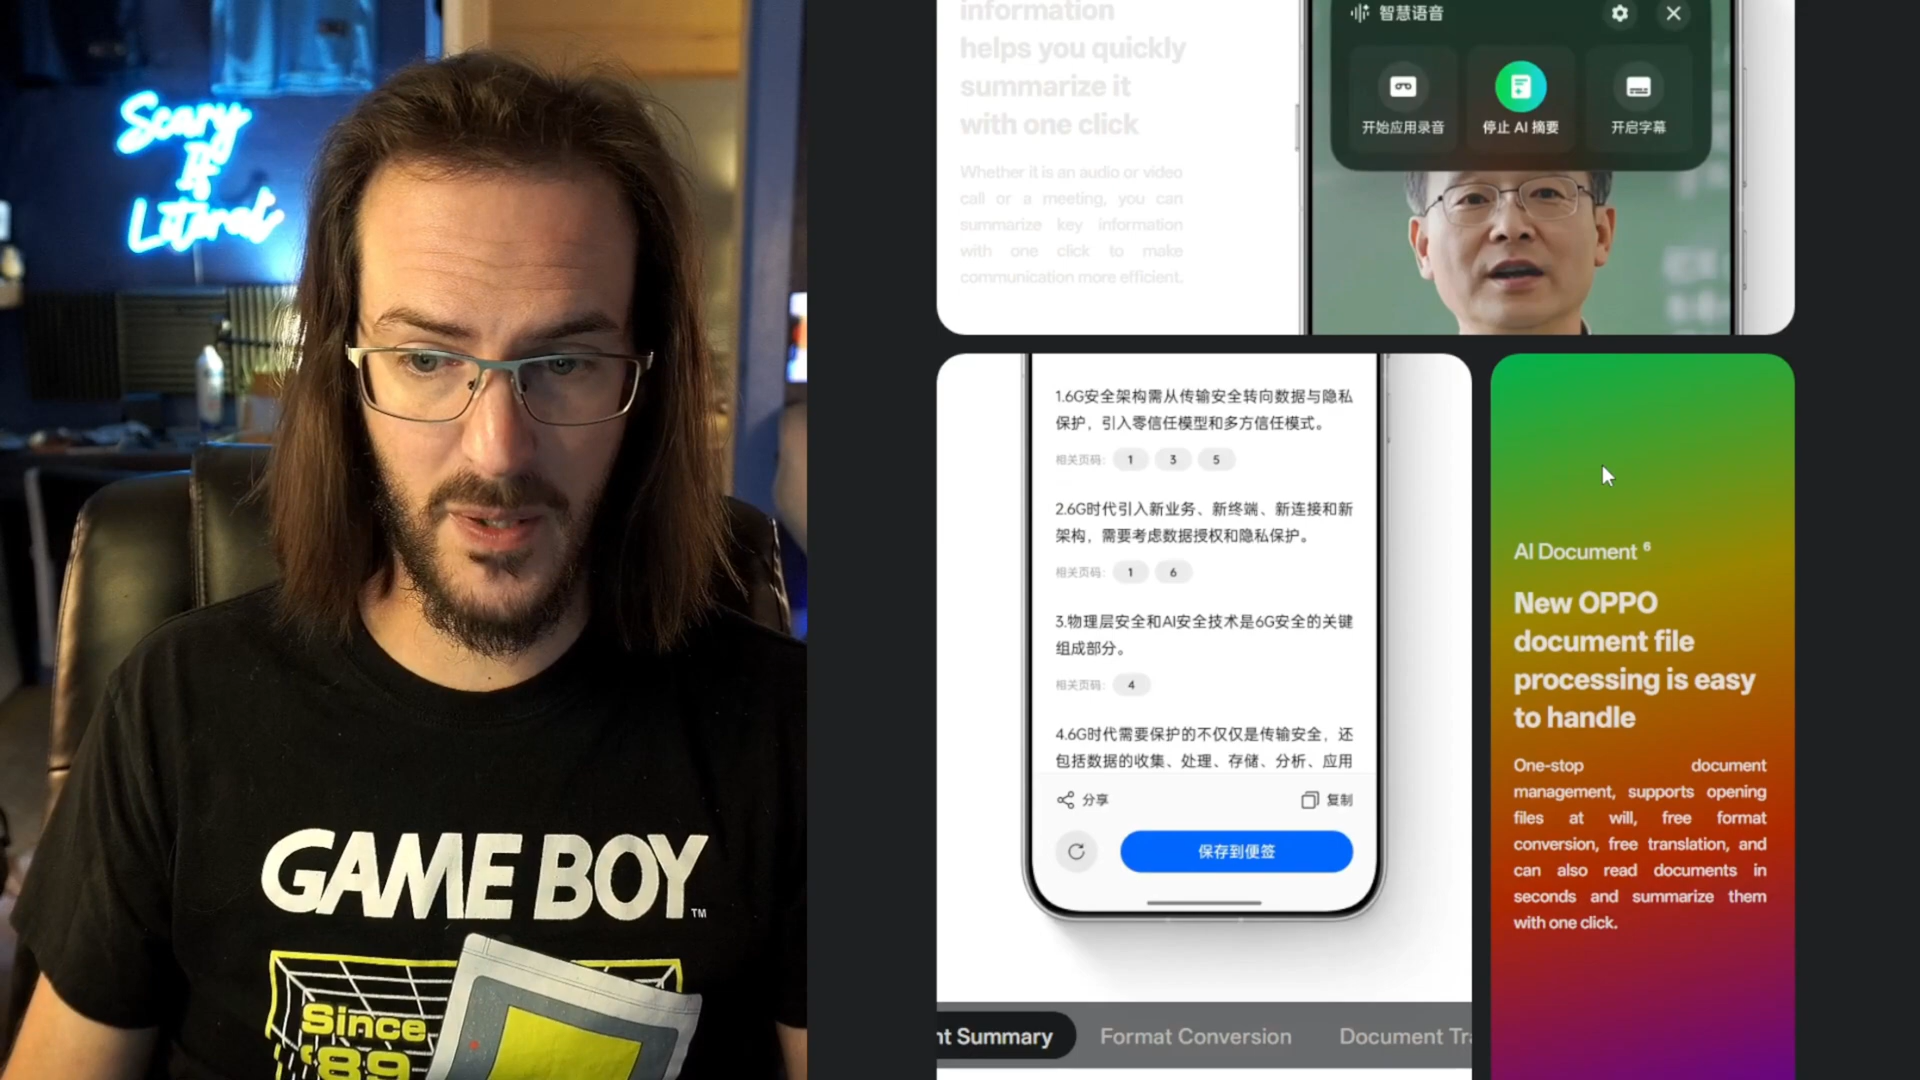 Scary
It
Literal
GAME BOY
TM
Since
'89
information
helps you quickly
summarize it
with one click
Whether it is an audio or video
call or a meeting, you can
summarize key information
with one click to make
communication more efficient.
智慧语音
开始应用录音
停止 AI 摘要
开启字幕
1.6G安全架构需从传输安全转向数据与隐私
保护，引入零信任模型和多方信任模式。
相关页码: 1 3 5
2.6G时代引入新业务、新终端、新连接和新
架构，需要考虑数据授权和隐私保护。
相关页码: 1 6
3.物理层安全和AI安全技术是6G安全的关键
组成部分。
相关页码: 4
4.6G时代需要保护的不仅仅是传输安全，还
包括数据的收集、处理、存储、分析、应用
分享
复制
保存到便签
nt Summary
Format Conversion
Document Tra
AI Document 6
New OPPO
document file
processing is easy
to handle
One-stop document
management, supports opening
files at will, free format
conversion, free translation, and
can also read documents in
seconds and summarize them
with one click.